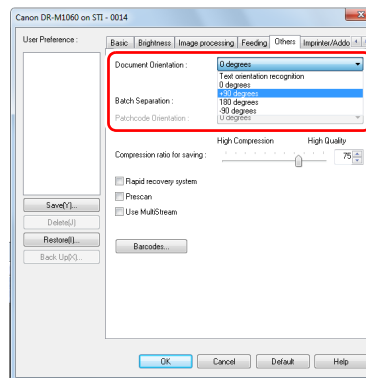 Canon DR-M1060 on STI - 0014
User Preference :
Basic Brightness Image processing Feeding Others Imprinter/Addo
Document Orientation : 0 degrees
Text orientation recognition
0 degrees
+90 degrees
180 degrees
-90 degrees
Batch Separation :
Patchcode Orientation : 0 degrees
High Compression High Quality
Compression ratio for saving : 75
Rapid recovery system
Prescan
Use MultiStream
Save(Y)...
Delete(J)
Restore(I)...
Back Up(X)...
Barcodes...
OK Cancel Default Help